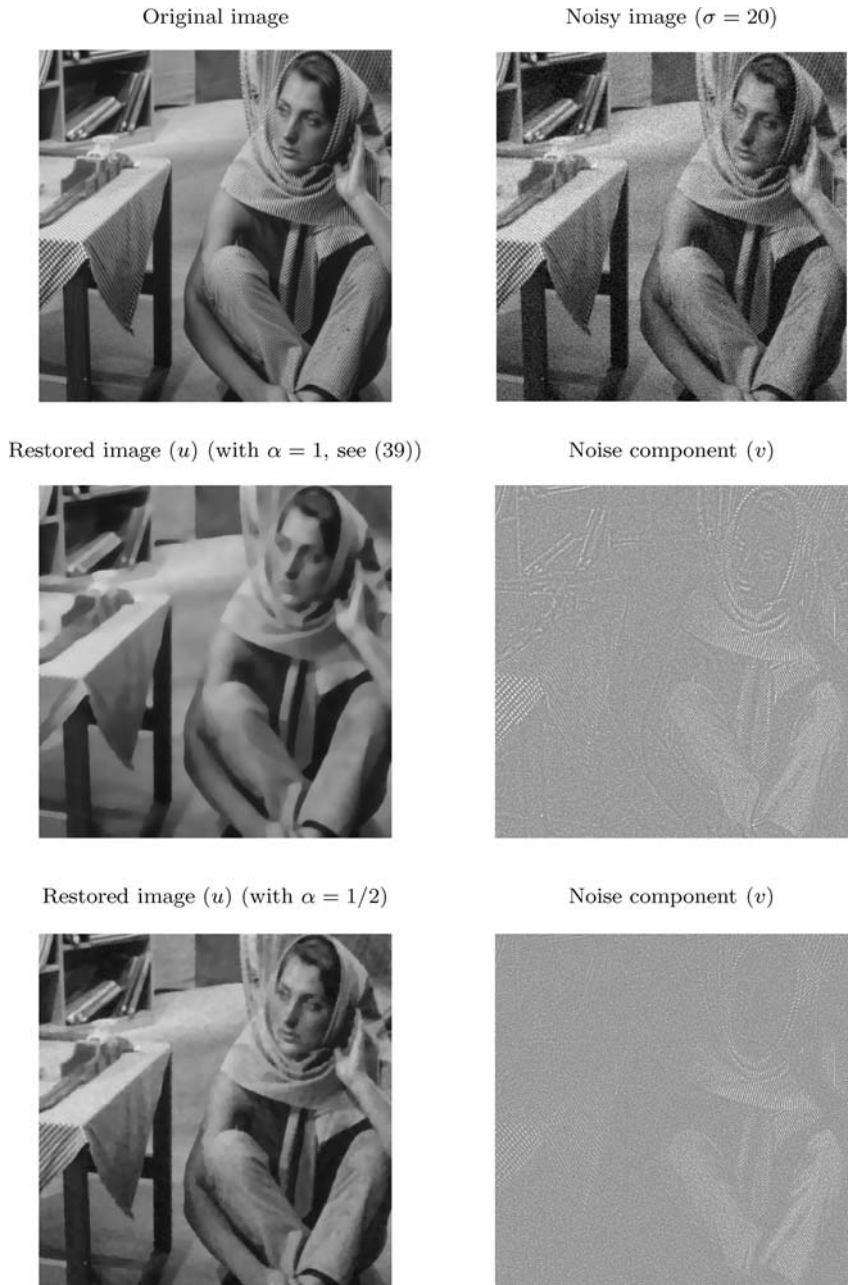 Original image
Noisy image (σ = 20)
Restored image (u) (with α = 1, see (39))
Noise component (v)
Restored image (u) (with α = 1/2)
Noise component (v)